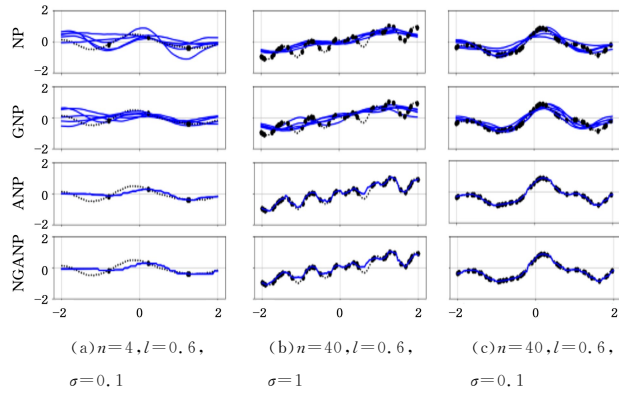 2
NP 0
−2
2
GNP 0
−2
2
ANP 0
−2
2
NGANP 0
−2
−2 0 2 −2 0 2 −2 0 2
(a)n=4,l=0.6, (b)n=40,l=0.6, (c)n=40,l=0.6,
σ=0.1 σ=1 σ=0.1